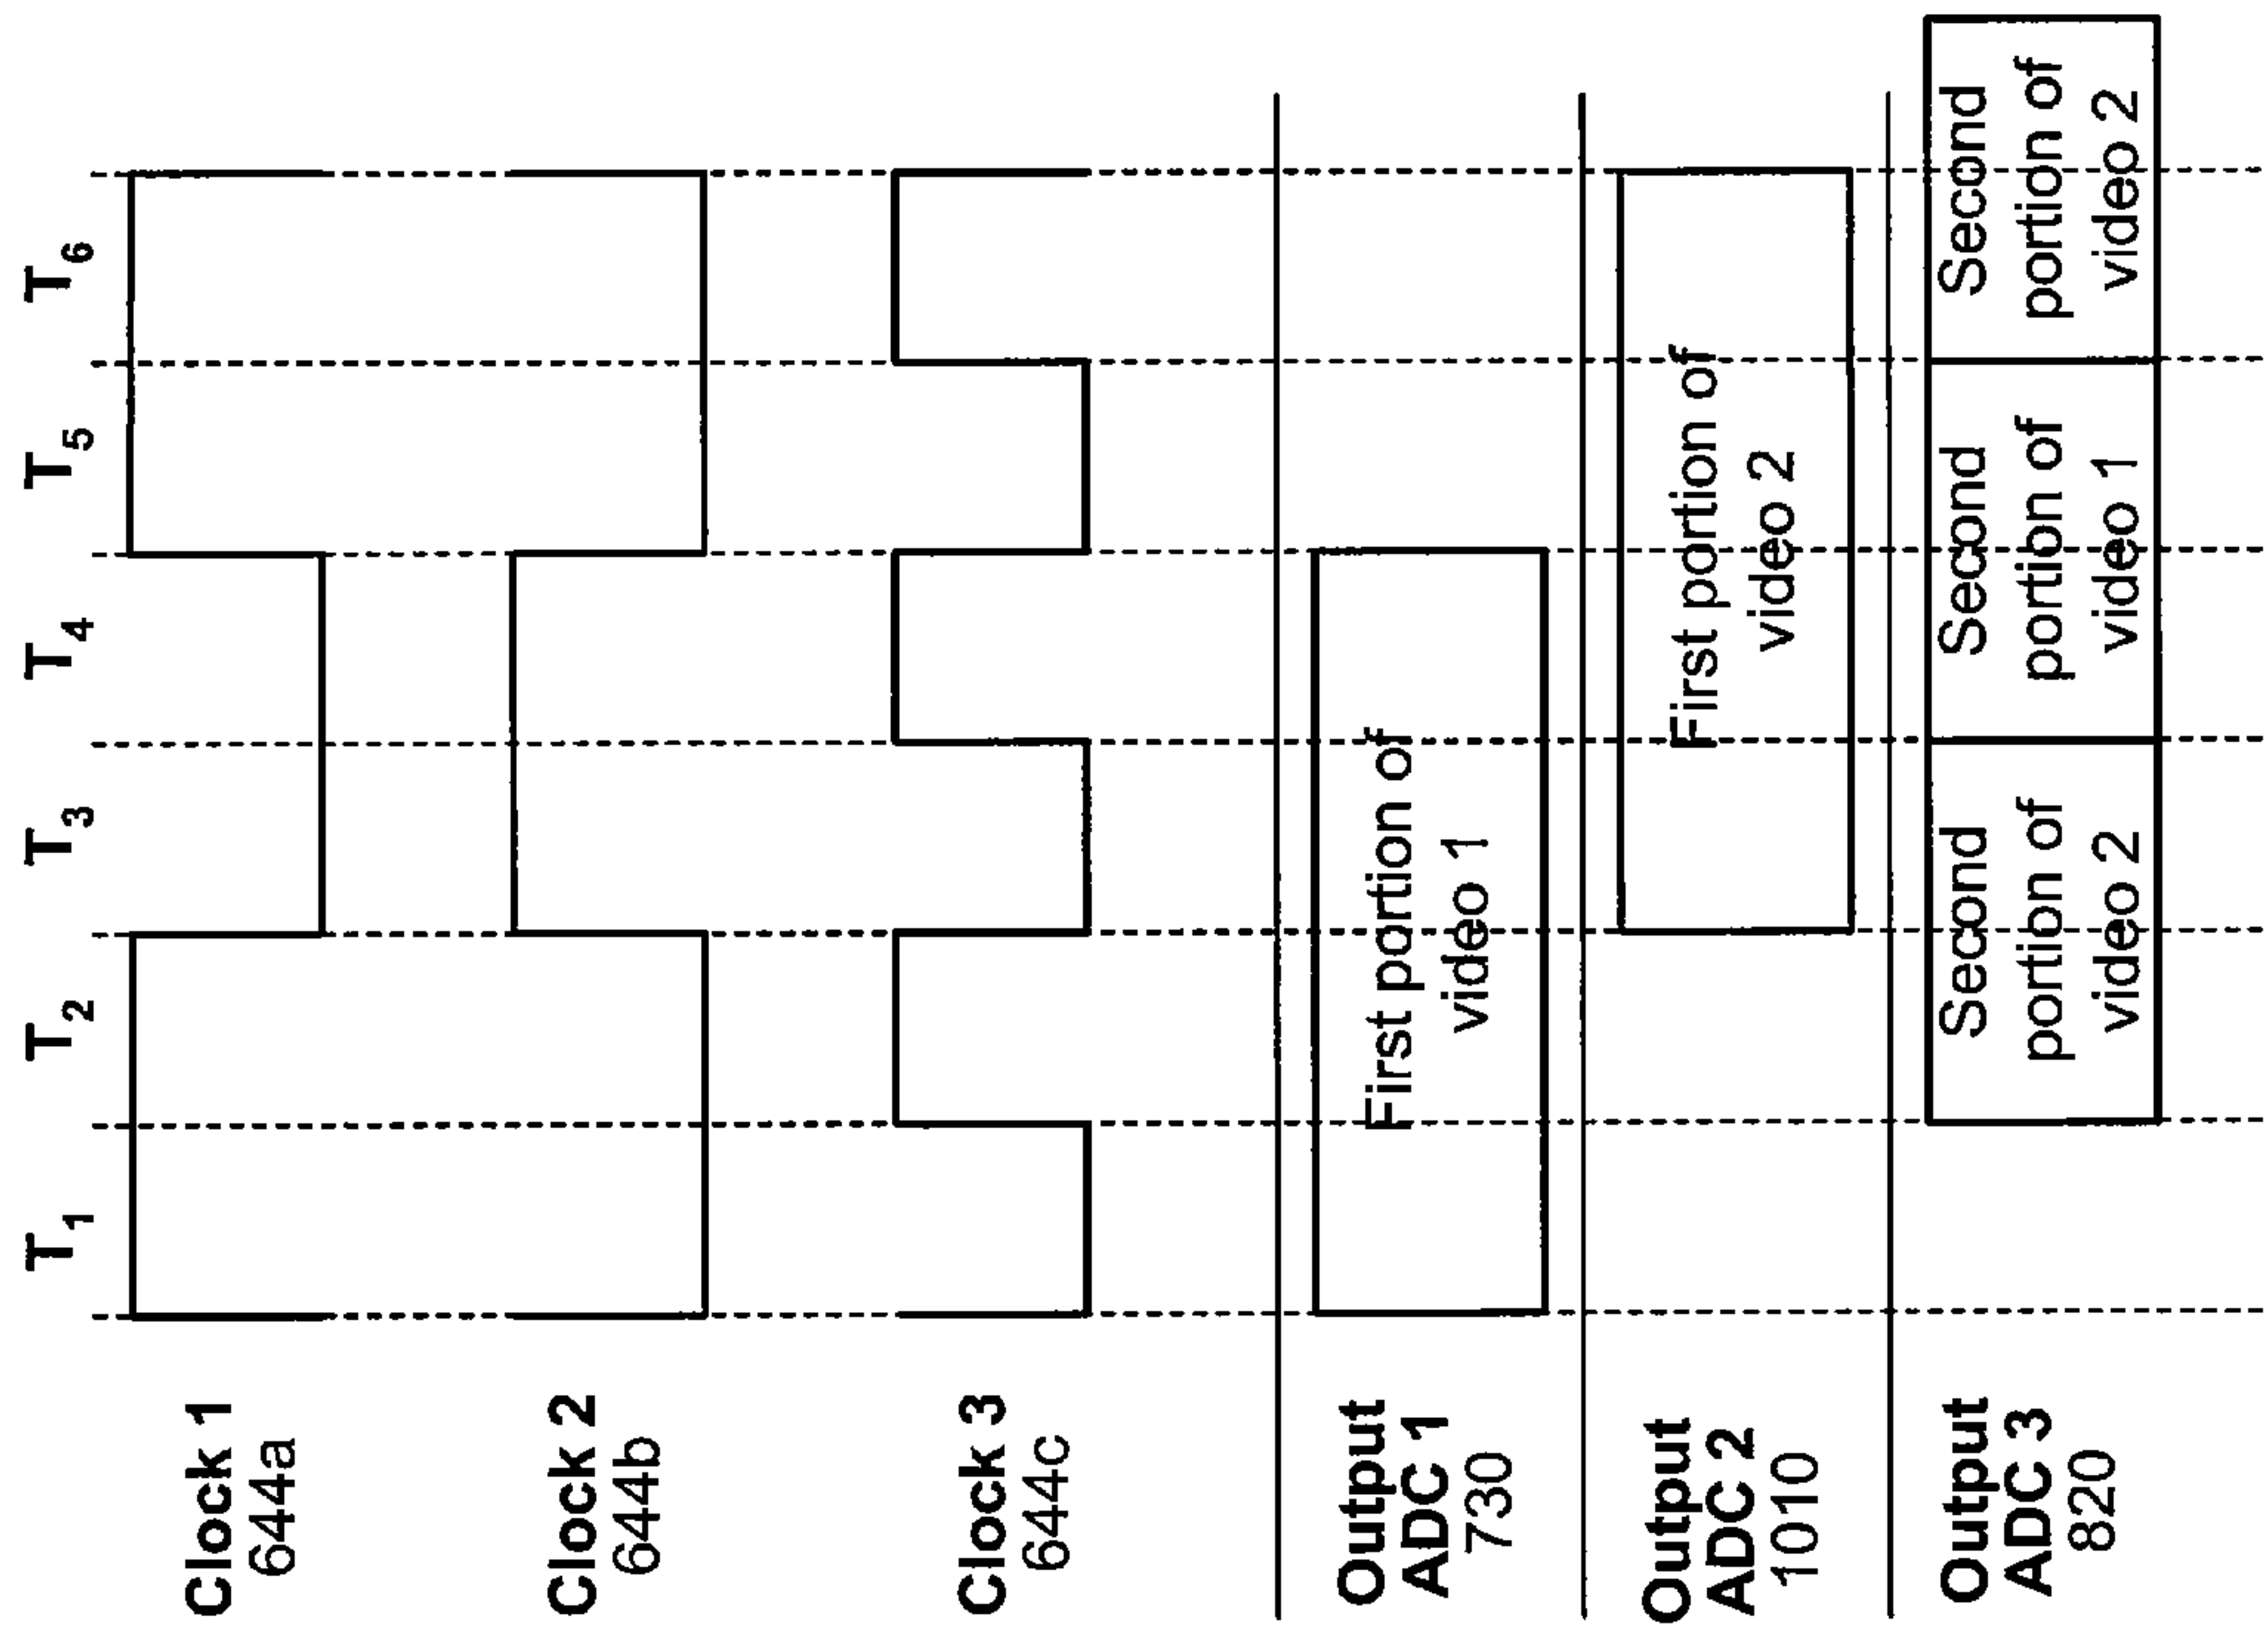 T1 T2 T3 T4 T5 T6
Clock 1
644a
Clock 2
644b
Clock 3
644c
Output
ADC 1
730
First portion of
video 1
Output
ADC 2
1010
First portion of
video 2
Output
ADC 3
820
Second
portion of
video 2
Second
portion of
video 1
Second
portion of
video 2